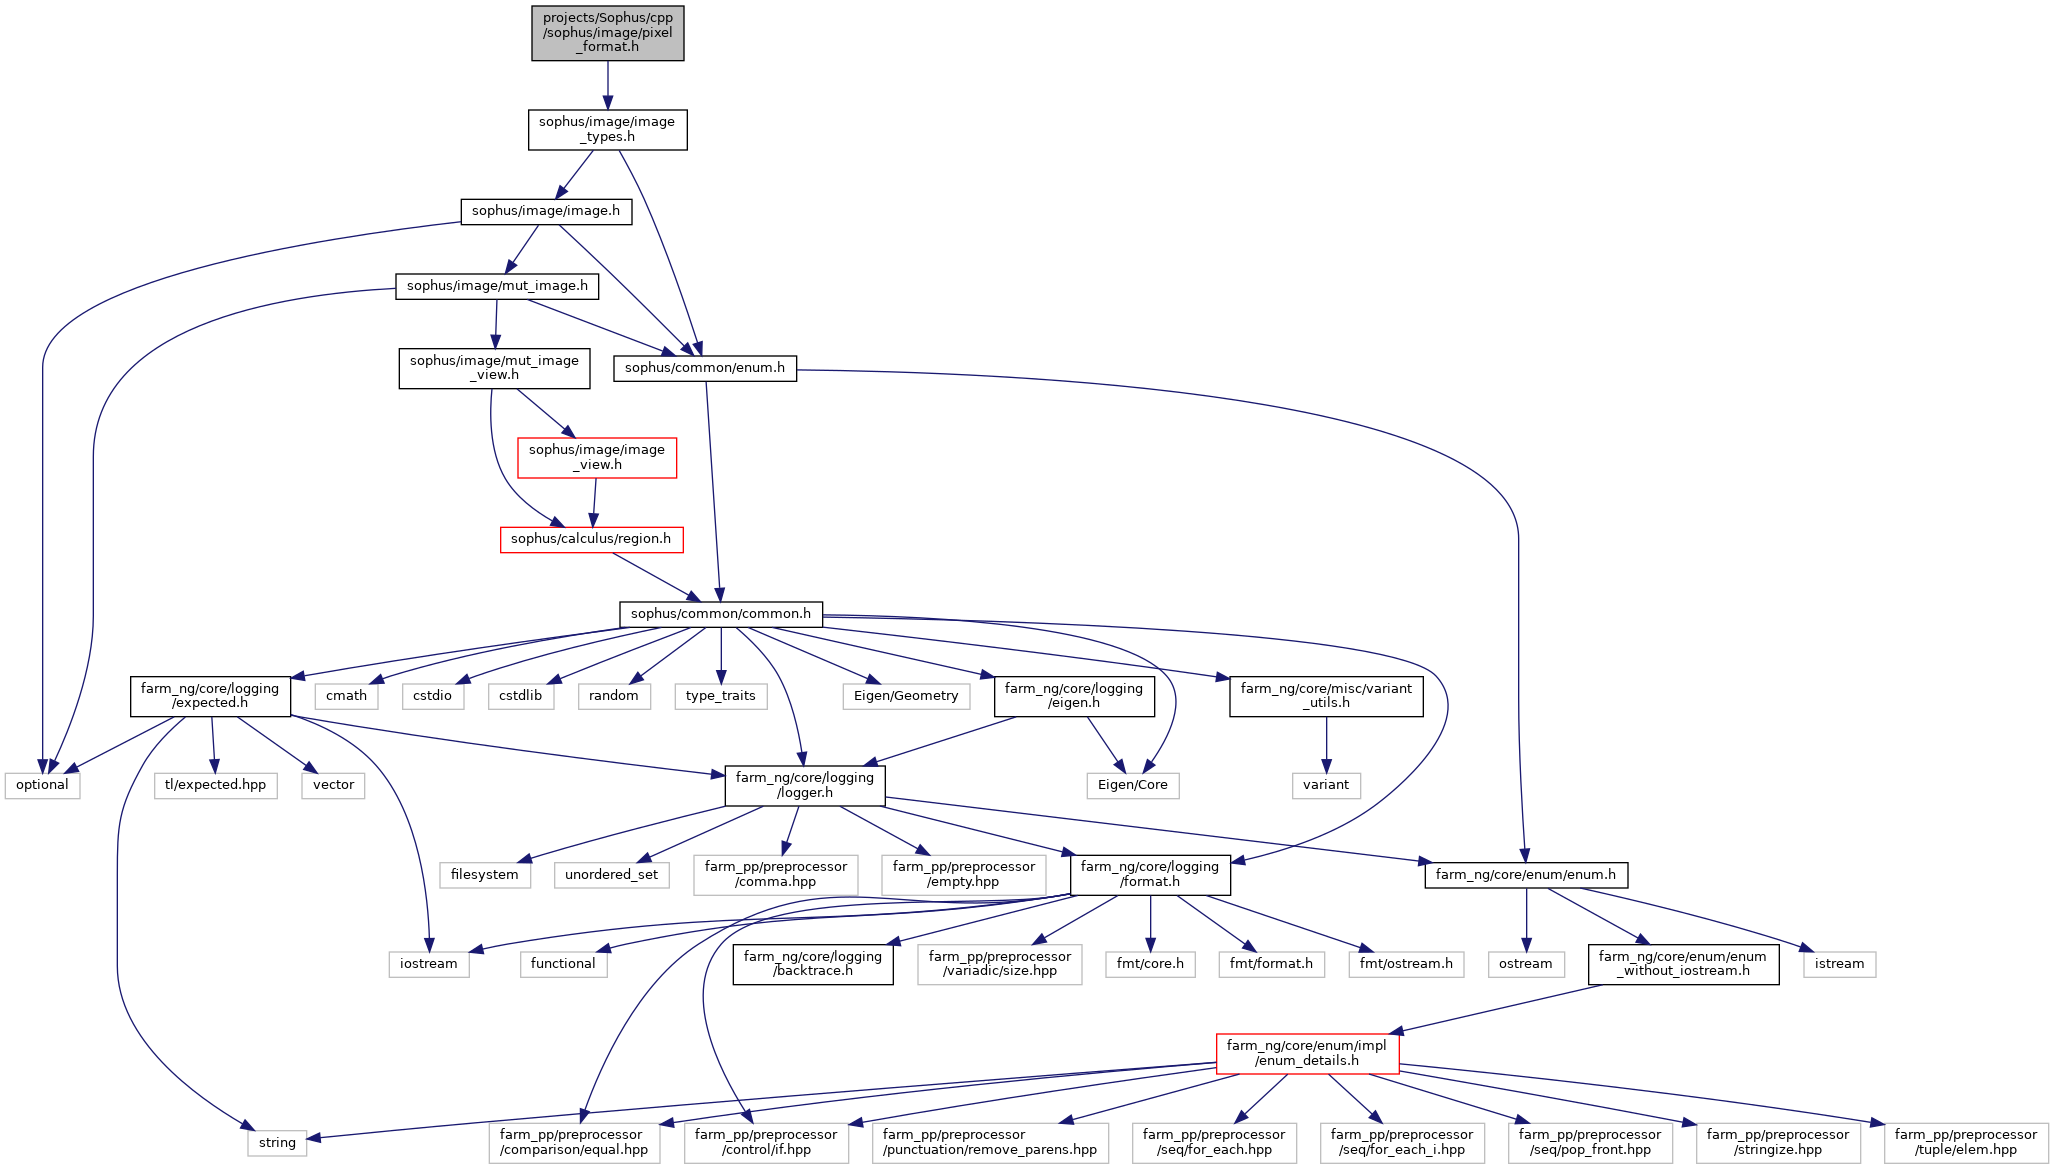 projects/Sophus/cpp
/sophus/image/pixel
_format.h
sophus/image/image
_types.h
sophus/image/image.h
sophus/image/mut_image.h
sophus/image/mut_image
_view.h
sophus/common/enum.h
sophus/image/image
_view.h
sophus/calculus/region.h
sophus/common/common.h
farm_ng/core/logging
/expected.h
cmath
cstdio
cstdlib
random
type_traits
Eigen/Geometry
farm_ng/core/logging
/eigen.h
farm_ng/core/misc/variant
_utils.h
optional
tl/expected.hpp
vector
farm_ng/core/logging
/logger.h
Eigen/Core
variant
filesystem
unordered_set
farm_pp/preprocessor
/comma.hpp
farm_pp/preprocessor
/empty.hpp
farm_ng/core/logging
/format.h
farm_ng/core/enum/enum.h
iostream
functional
farm_ng/core/logging
/backtrace.h
farm_pp/preprocessor
/variadic/size.hpp
fmt/core.h
fmt/format.h
fmt/ostream.h
ostream
farm_ng/core/enum/enum
_without_iostream.h
istream
farm_ng/core/enum/impl
/enum_details.h
string
farm_pp/preprocessor
/comparison/equal.hpp
farm_pp/preprocessor
/control/if.hpp
farm_pp/preprocessor
/punctuation/remove_parens.hpp
farm_pp/preprocessor
/seq/for_each.hpp
farm_pp/preprocessor
/seq/for_each_i.hpp
farm_pp/preprocessor
/seq/pop_front.hpp
farm_pp/preprocessor
/stringize.hpp
farm_pp/preprocessor
/tuple/elem.hpp